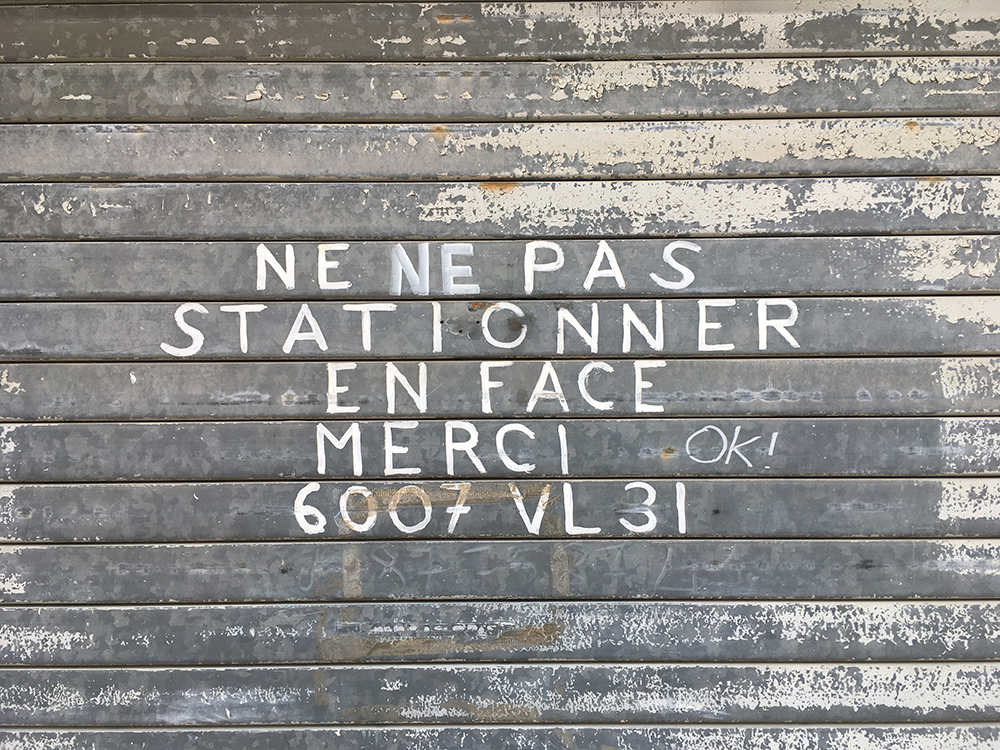 NE NE PAS
STATIONNER
EN FACE
MERCI OK!
6007 VL31